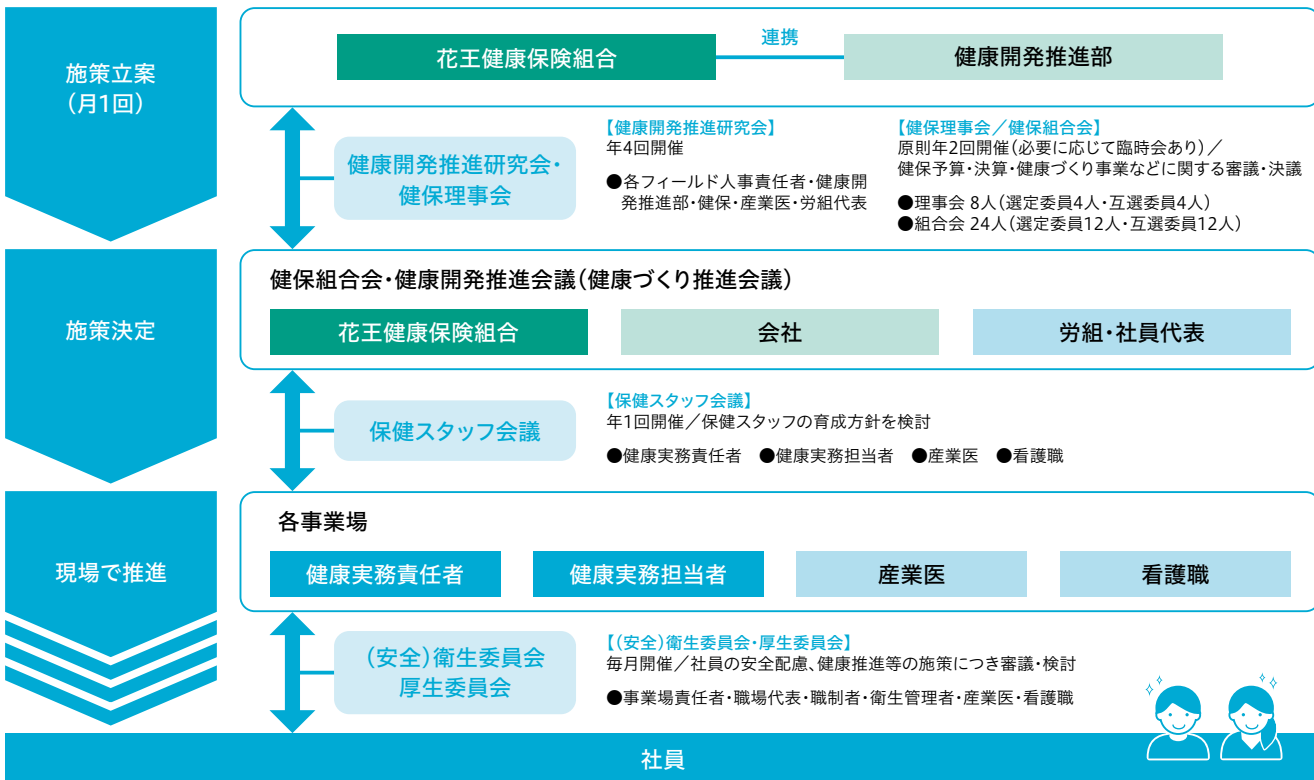 施策立案
(月1回)
花王健康保険組合
連携
健康開発推進部
健康開発推進研究会・
健保理事会
【健康開発推進研究会】
年4回開催
●各フィールド人事責任者・健康開
発推進部・健保・産業医・労組代表
【健保理事会／健保組合会】
原則年2回開催(必要に応じて臨時会あり)／
健保予算・決算・健康づくり事業などに関する審議・決議
●理事会 8人(選定委員4人・互選委員4人)
●組合会 24人(選定委員12人・互選委員12人)
施策決定
健保組合会・健康開発推進会議(健康づくり推進会議)
花王健康保険組合
会社
労組・社員代表
保健スタッフ会議
【保健スタッフ会議】
年1回開催／保健スタッフの育成方針を検討
●健康実務責任者 ●健康実務担当者 ●産業医 ●看護職
現場で推進
各事業場
健康実務責任者
健康実務担当者
産業医
看護職
(安全)衛生委員会
厚生委員会
【(安全)衛生委員会・厚生委員会】
毎月開催／社員の安全配慮、健康推進等の施策につき審議・検討
●事業場責任者・職場代表・職制者・衛生管理者・産業医・看護職
社員